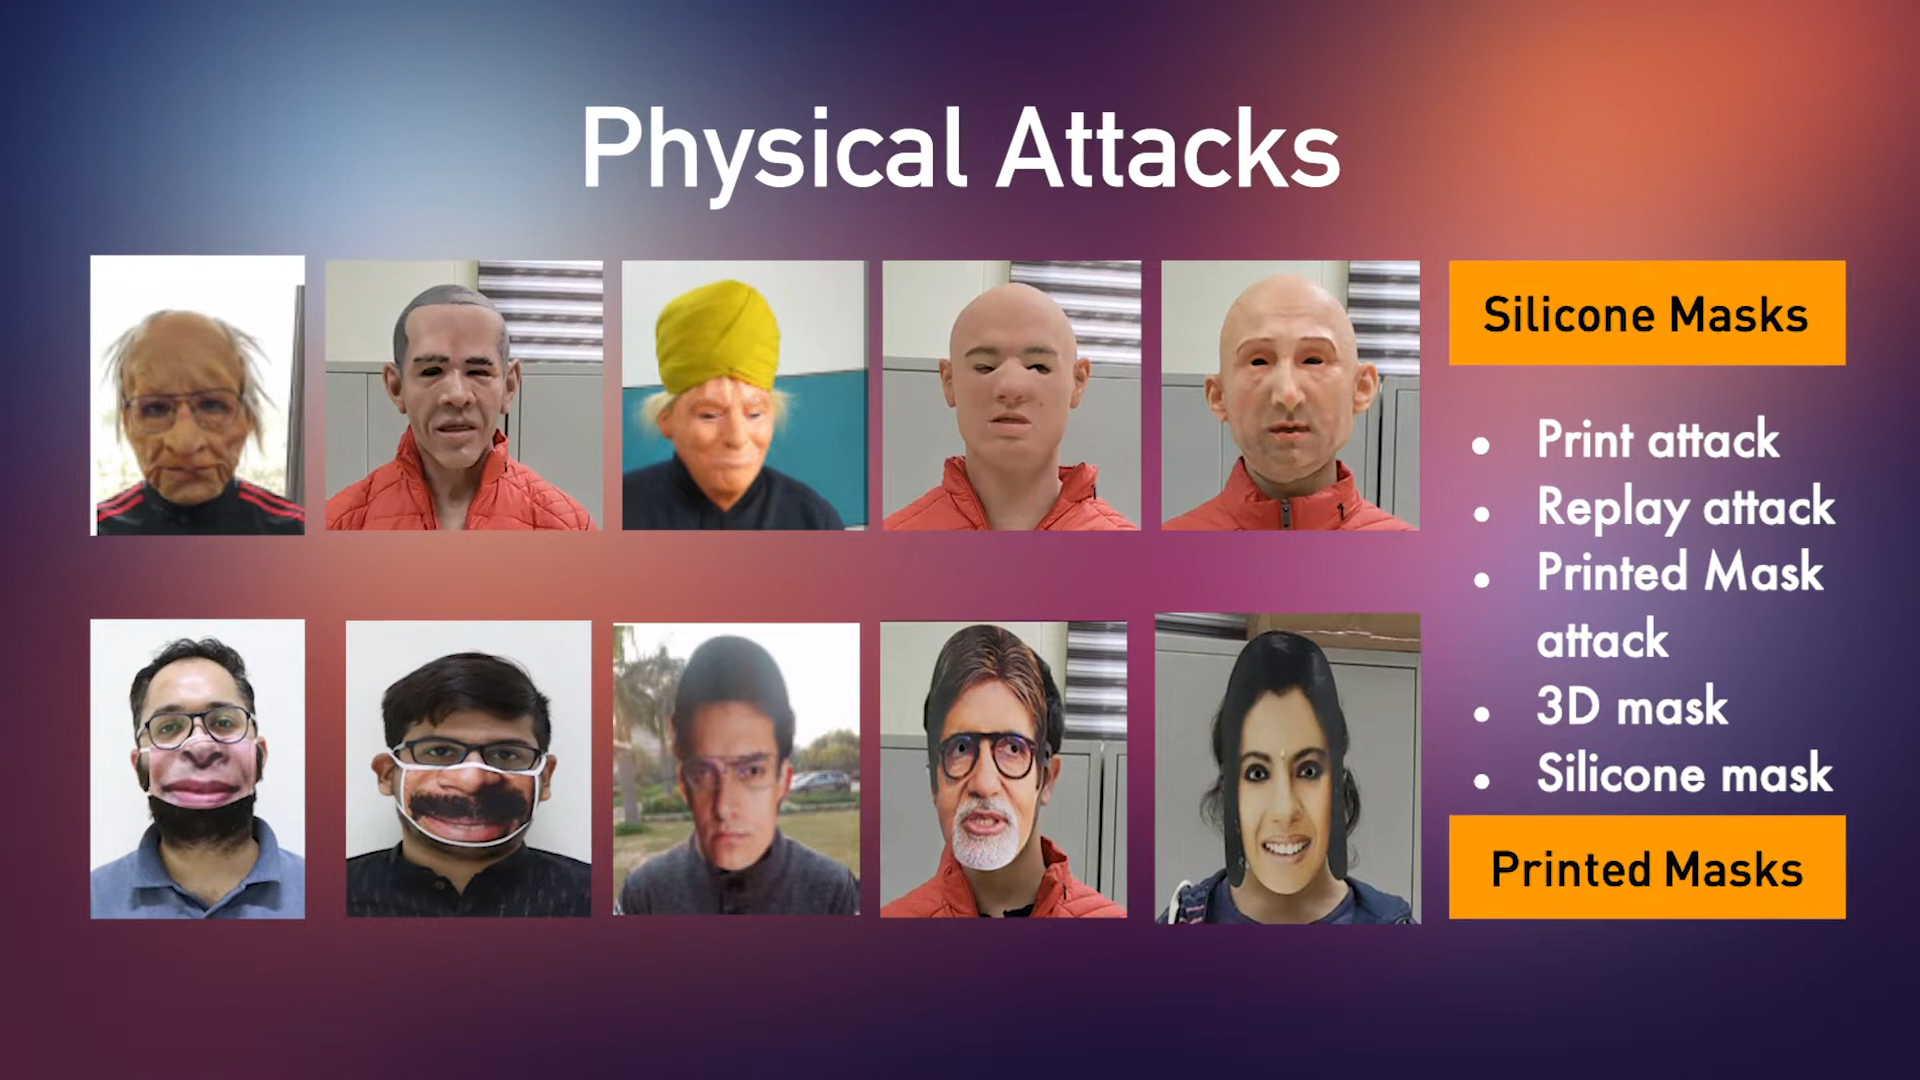 Physical Attacks
Silicone Masks
• Print attack
• Replay attack
• Printed Mask
attack
• 3D mask
• Silicone mask
Printed Masks